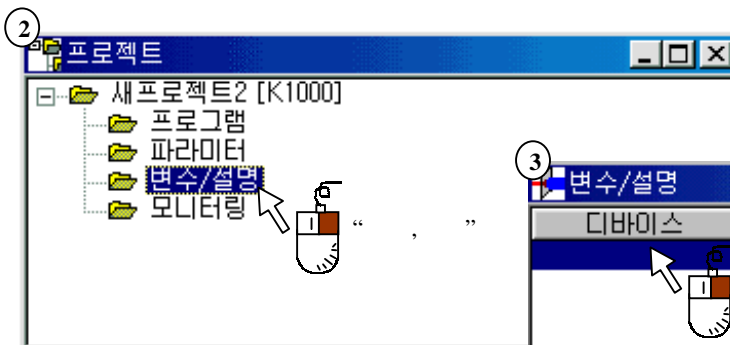 ②
프로젝트
새프로젝트2 [K1000]
프로그램
파라미터
변수/설명
모니터링
“ , ”
③
변수/설명
디바이스